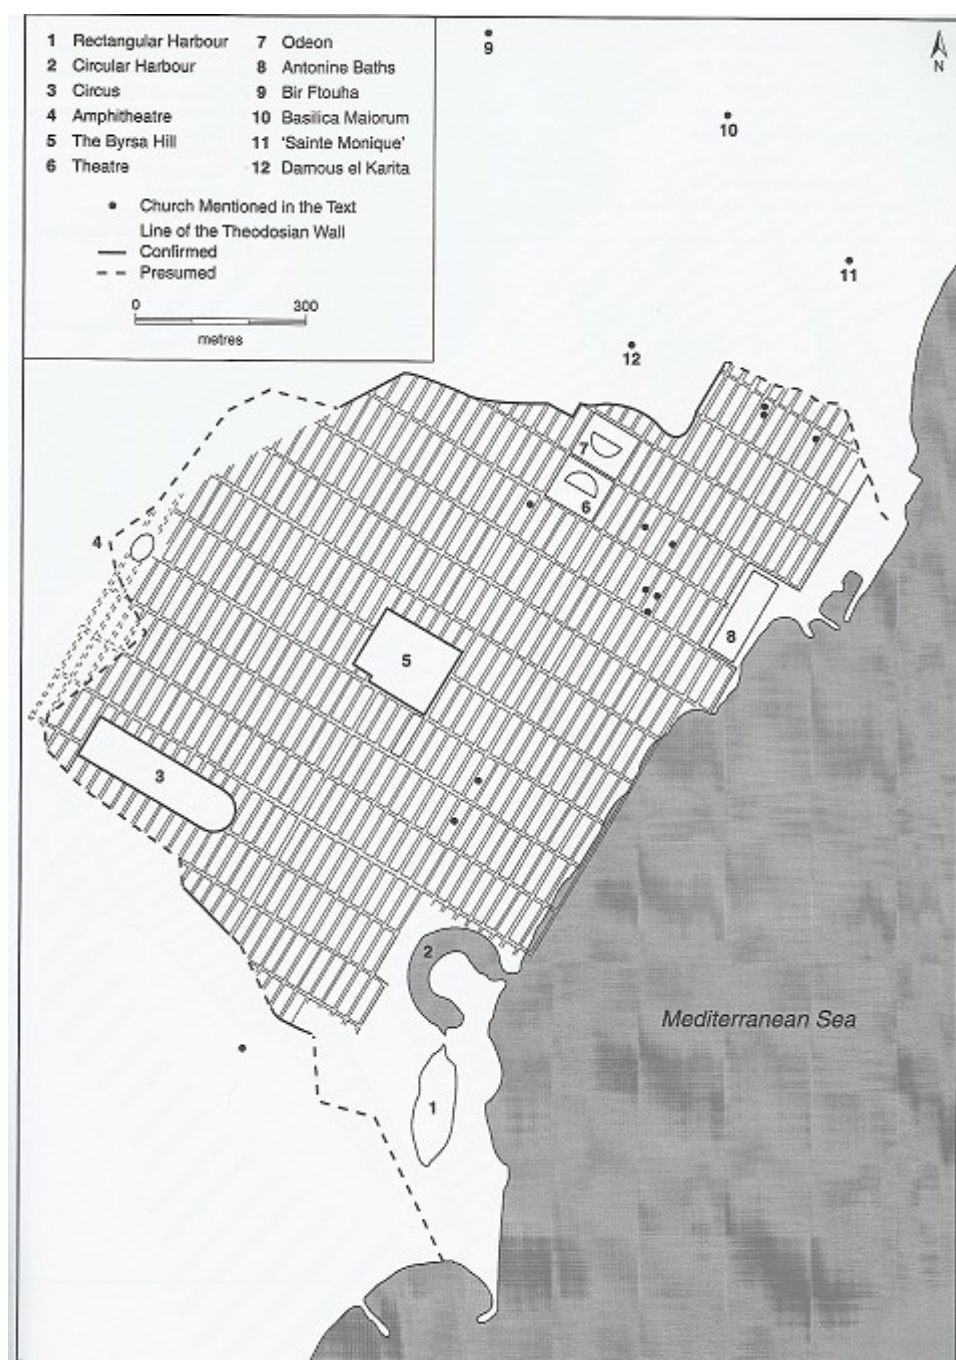 1 Rectangular Harbour
2 Circular Harbour
3 Circus
4 Amphitheatre
5 The Byrsa Hill
6 Theatre
7 Odeon
8 Antonine Baths
9 Bir Ftouha
10 Basilica Maiorum
11 'Sainte Monique'
12 Damous el Karita
Church Mentioned in the Text
Line of the Theodosian Wall
Confirmed
Presumed
0 300
metres
N
9
10
11
12
7
6
4
8
5
3
2
Mediterranean Sea
1